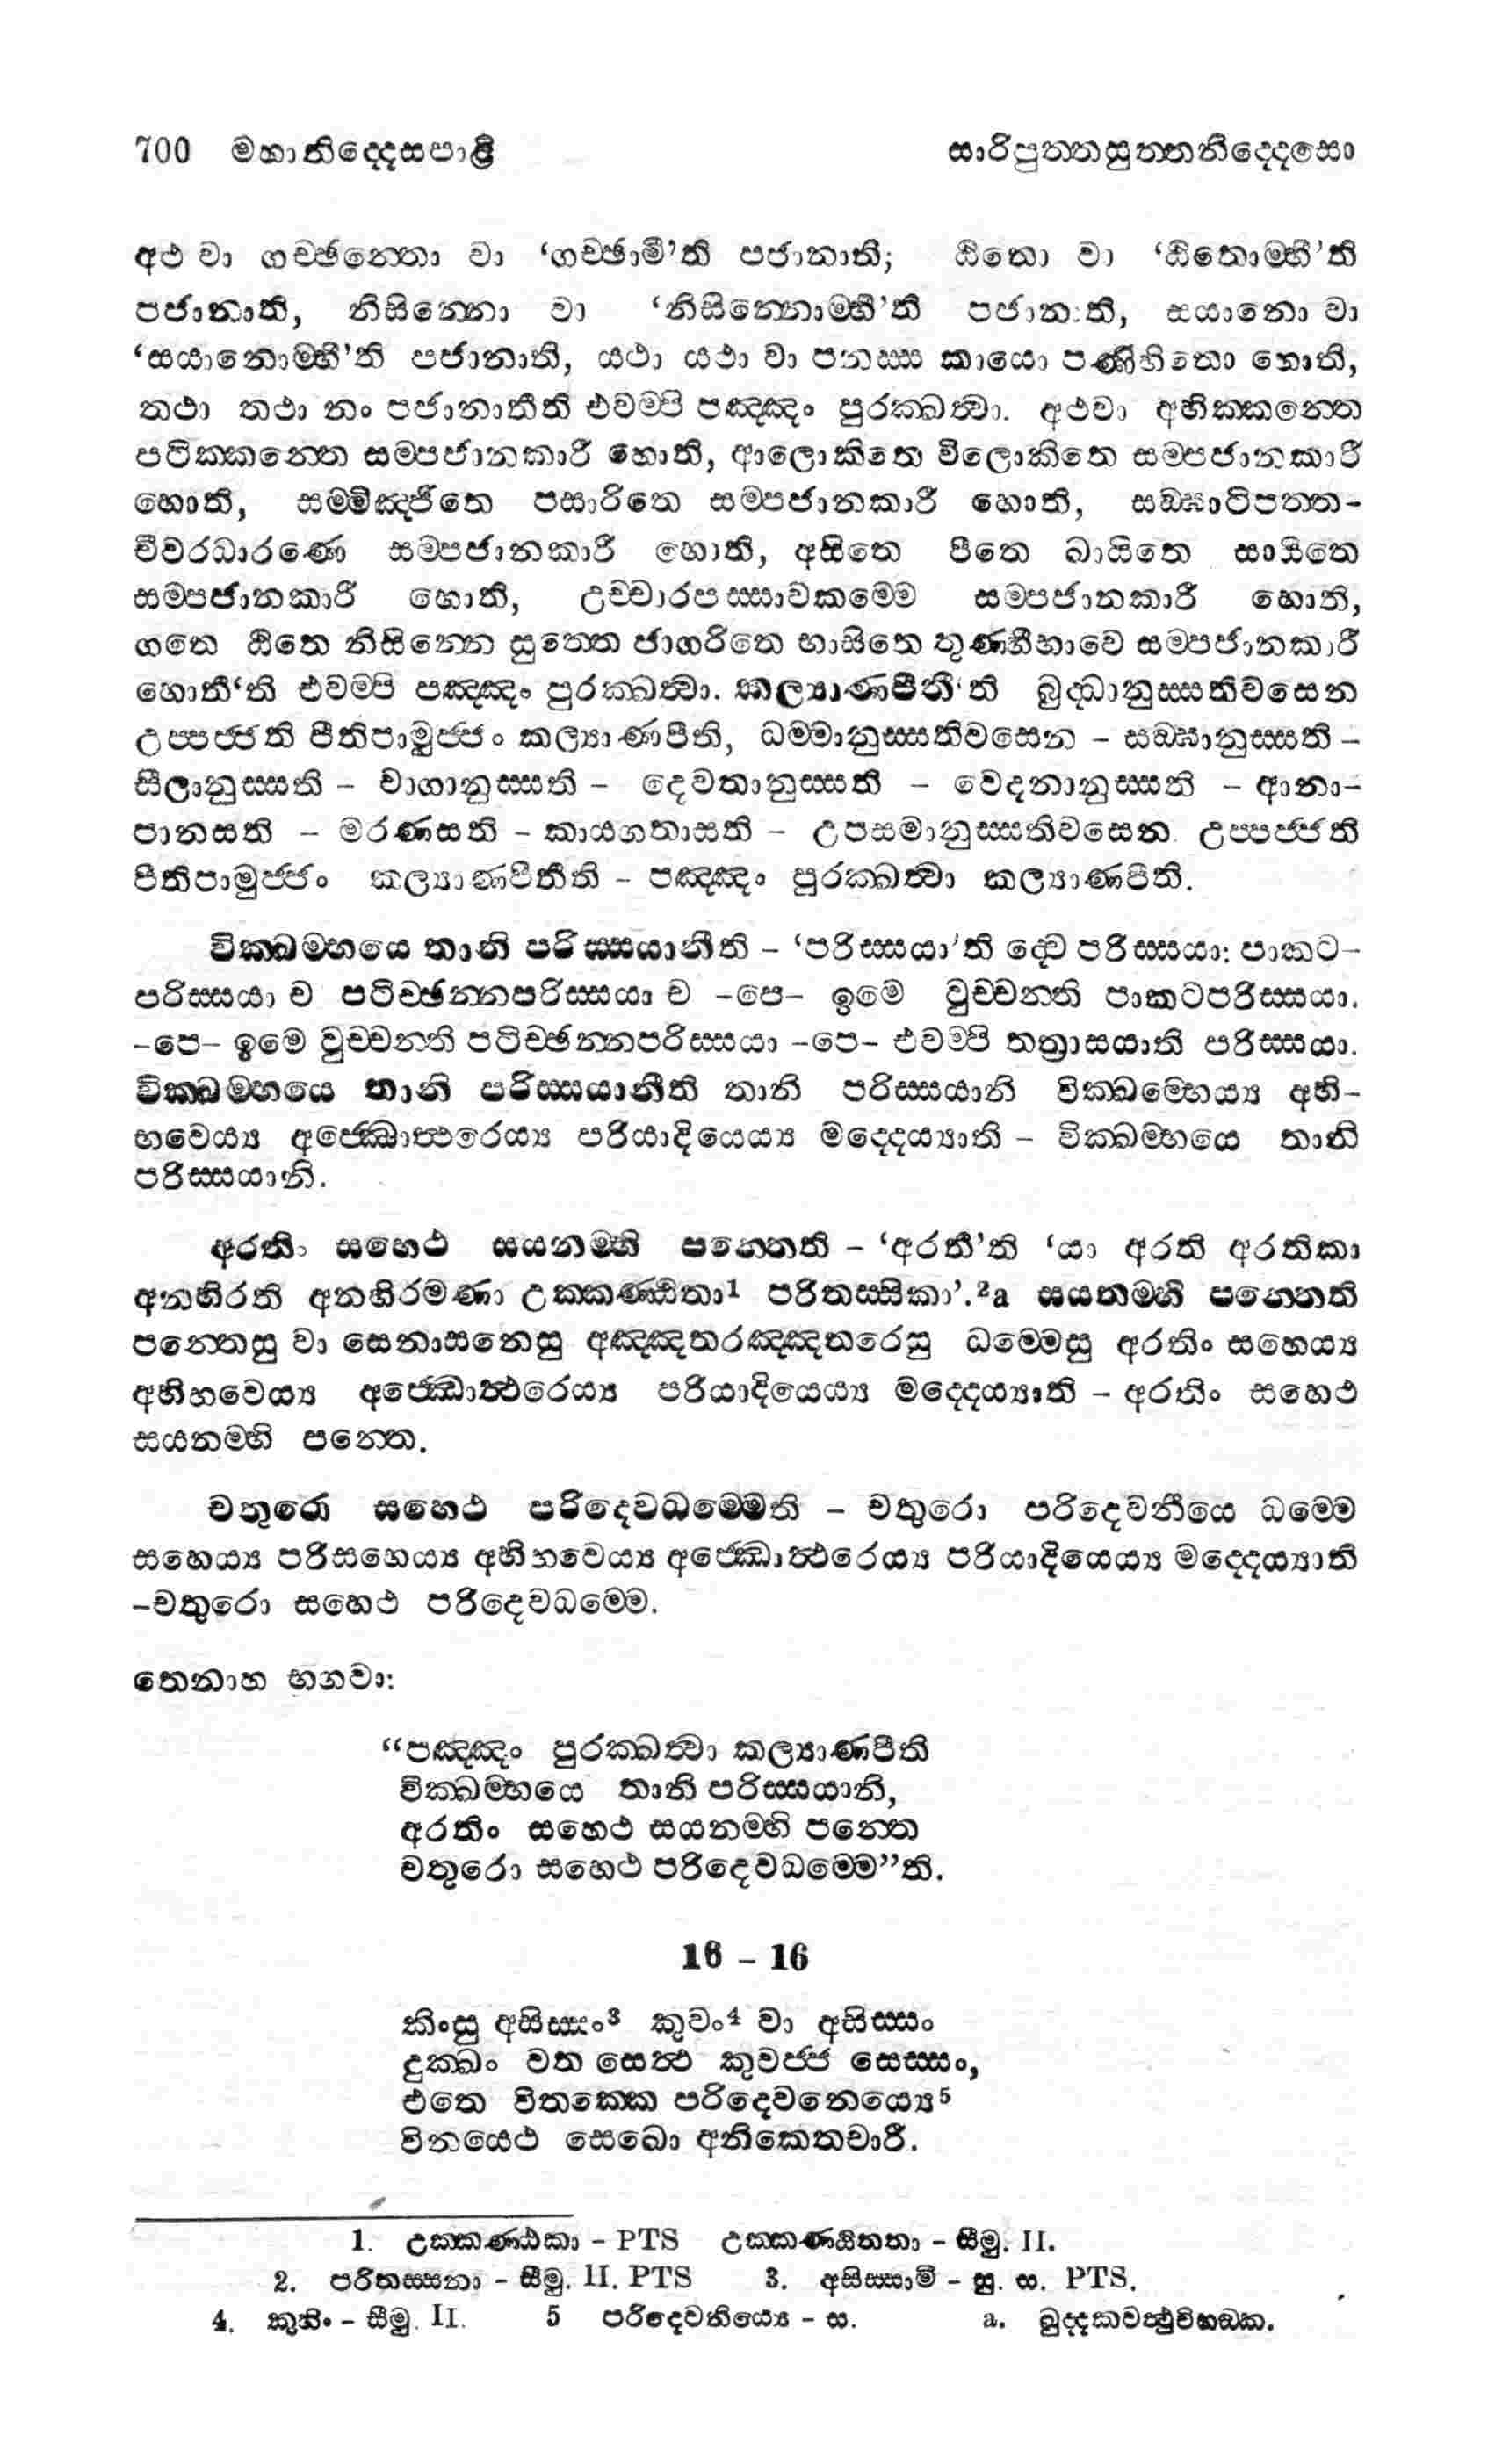 700 මහානිද්දෙසපාළි සාරිපුත්තසුත්තනිද්දෙසො
අථ වා ගච්ඡන්තො වා ‘ගච්ඡාමී’ති පජානාති; ඨිතො වා ‘ඨිතොම්හී’ති
පජානාති, නිසින්නො වා ‘නිසින්නොම්හී’ති පජානාති, සයානො වා
‘සයානොම්හී’ති පජානාති, යථා යථා වා පනස්ස කායො පණිහිතො හොති,
තථා තථා නං පජානාතීති එවම්පි පඤ්ඤං පුරක්ඛත්වා. අථවා අභික්කන්තෙ
පටික්කන්තෙ සම්පජානකාරී හොති, ආලොකිතෙ විලොකිතෙ සම්පජානකාරී
හොති, සම්මිඤ්ජිතෙ පසාරිතෙ සම්පජානකාරී හොති, සඞ්ඝාටිපත්ත-
චීවරධාරණෙ සම්පජානකාරී හොති, අසිතෙ පීතෙ ඛායිතෙ සායිතෙ
සම්පජානකාරී හොති, උච්චාරපස්සාවකම්මෙ සම්පජානකාරී හොති,
ගතෙ ඨිතෙ නිසින්නෙ සුත්තෙ ජාගරිතෙ භාසිතෙ තුණ්හීභාවෙ සම්පජානකාරී
හොතී‘ති එවම්පි පඤ්ඤං පුරක්ඛත්වා. කල්‍යාණපීතී‘ති බුද්ධානුස්සතිවසෙන
උප්පජ්ජති පීතිපාමුජ්ජං කල්‍යාණපීති, ධම්මානුස්සතිවසෙන – සඞ්ඝානුස්සති –
සීලානුස්සති – චාගානුස්සති – දෙවතානුස්සති – වෙදනානුස්සති – ආනා-
පානසති – මරණසති – කායගතාසති – උපසමානුස්සතිවසෙන උප්පජ්ජති
පීතිපාමුජ්ජං කල්‍යාණපීතීති – පඤ්ඤං පුරක්ඛත්වා කල්‍යාණපීති.
වික්ඛම්භයෙ තානි පරිස්සයානීති – ‘පරිස්සයා’ති ද්වෙ පරිස්සයා: පාකට-
පරිස්සයා ච පටිච්ඡන්නපරිස්සයා ච -පෙ- ඉමෙ වුච්චන්ති පාකටපරිස්සයා.
-පෙ- ඉමෙ වුච්චන්ති පටිච්ඡන්නපරිස්සයා -පෙ- එවම්පි තත්‍රාසයාති පරිස්සයා.
වික්ඛම්භයෙ තානි පරිස්සයානීති තානි පරිස්සයානි වික්ඛම්භෙය්‍ය අභි-
භවෙය්‍ය අජ්ඣොත්ථරෙය්‍ය පරියාදියෙය්‍ය මද්දෙය්‍යාති – වික්ඛම්භයෙ තානි
පරිස්සයානි.
අරතිං සහෙථ සයනම්හි පන්තෙති – ‘අරතී’ති ‘යා අරති අරතිකා
අනභිරති අනභිරමණා උක්කණ්ඨිතා¹ පරිතස්සිකා’.²a සයනම්හි පන්තෙති
පන්තෙසු වා සෙනාසනෙසු අඤ්ඤතරඤ්ඤතරෙසු ධම්මෙසු අරතිං සහෙය්‍ය
අභිභවෙය්‍ය අජ්ඣොත්ථරෙය්‍ය පරියාදියෙය්‍ය මද්දෙය්‍යාති – අරතිං සහෙථ
සයනම්හි පන්තෙ.
චතුරො සහෙථ පරිදෙවධම්මෙති – චතුරො පරිදෙවනීයෙ ධම්මෙ
සහෙය්‍ය පරිසහෙය්‍ය අභිභවෙය්‍ය අජ්ඣොත්ථරෙය්‍ය පරියාදියෙය්‍ය මද්දෙය්‍යාති
-චතුරො සහෙථ පරිදෙවධම්මෙ.
තෙනාහ භගවා:
“පඤ්ඤං පුරක්ඛත්වා කල්‍යාණපීති
වික්ඛම්භයෙ තානි පරිස්සයානි,
අරතිං සහෙථ සයනම්හි පන්තෙ
චතුරො සහෙථ පරිදෙවධම්මෙ”ති.
16 – 16
කිංසු අසිස්සං³ කුවං⁴ වා අසිස්සං
දුක්ඛං වත සෙත්ථ කුවජ්ජ සෙස්සං,
එතෙ විතක්කෙ පරිදෙවනෙය්‍යෙ⁵
විනයෙථ සෙඛො අනිකෙතචාරී.
1. උක්කණ්ඨිකා – PTS උක්කණ්ඨිතතා – සීමු. II.
2. පරිතස්සනා – සීමු. II. PTS 3. අසිස්සාමි – සු. ස. PTS.
4. කුතිං – සීමු. II. 5 පරිදෙවනියෙය්‍ය – ස. a. ඛුද්දකවත්ථුවිභඞ්ග.